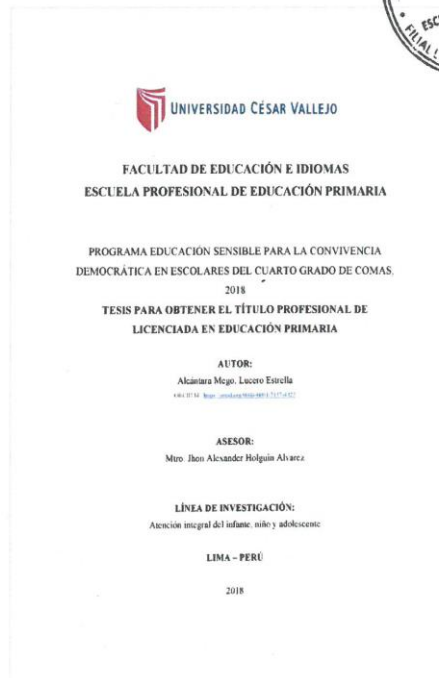 ESC
FILIAL L
UNIVERSIDAD CÉSAR VALLEJO
FACULTAD DE EDUCACIÓN E IDIOMAS
ESCUELA PROFESIONAL DE EDUCACIÓN PRIMARIA
PROGRAMA EDUCACIÓN SENSIBLE PARA LA CONVIVENCIA
DEMOCRÁTICA EN ESCOLARES DEL CUARTO GRADO DE COMAS,
2018
TESIS PARA OBTENER EL TÍTULO PROFESIONAL DE
LICENCIADA EN EDUCACIÓN PRIMARIA
AUTOR:
Alcántara Mego, Lucero Estrella
ASESOR:
Mtro. Jhon Alexander Holguin Alvarez
LÍNEA DE INVESTIGACIÓN:
Atención integral del infante, niño y adolescente
LIMA – PERÚ
2018